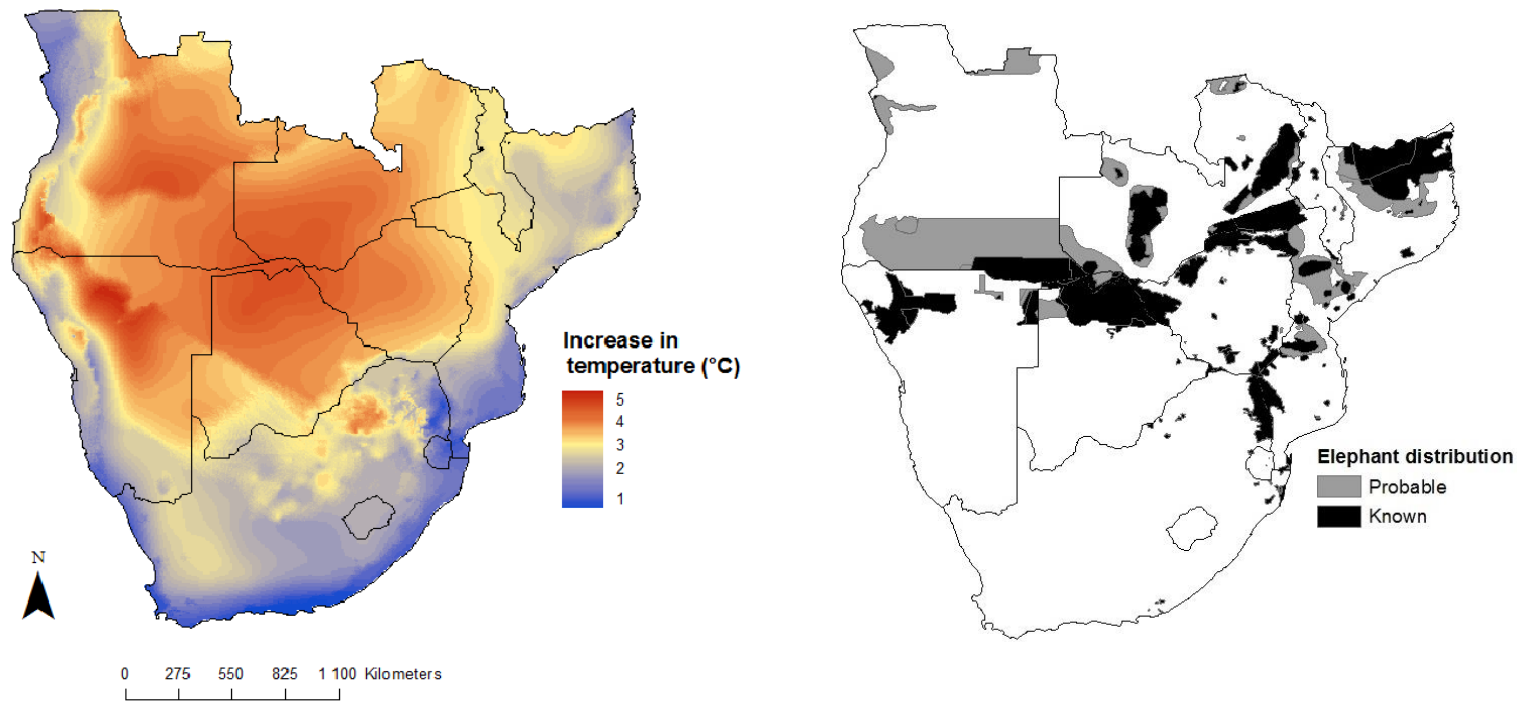 Increase in
temperature (°C)
5
4
3
2
1
N
0 275 550 825 1 100 Kilometers
Elephant distribution
Probable
Known